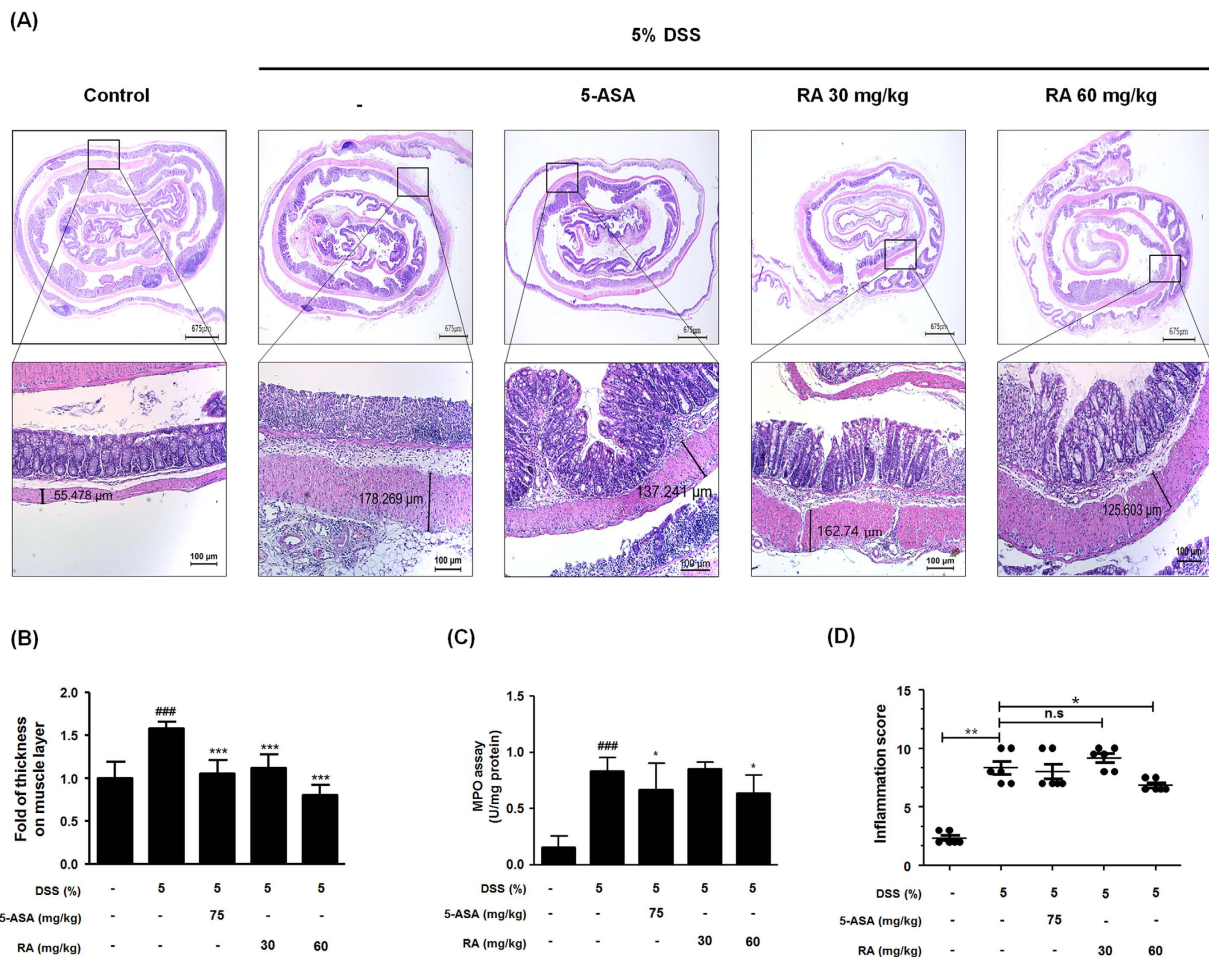 (A)
5% DSS
Control - 5-ASA RA 30 mg/kg RA 60 mg/kg
675µm 675µm 675µm 675µm 675µm
55.478 µm 178.269 µm 137.241 µm 162.74 µm 125.603 µm
100 µm 100 µm 100 µm 100 µm 100 µm
(B)
Fold of thickness
on muscle layer
2.0
1.5
1.0
0.5
0.0
###
***
***
***
DSS (%) - 5 5 5 5
5-ASA (mg/kg) - - 75 - -
RA (mg/kg) - - - 30 60
(C)
MPO assay
(U/mg protein)
1.5
1.0
0.5
0.0
###
*
*
DSS (%) - 5 5 5 5
5-ASA (mg/kg) - - 75 - -
RA (mg/kg) - - - 30 60
(D)
Inflammation score
15
10
5
0
*
n.s
**
DSS (%) - 5 5 5 5
5-ASA (mg/kg) - - 75 - -
RA (mg/kg) - - - 30 60